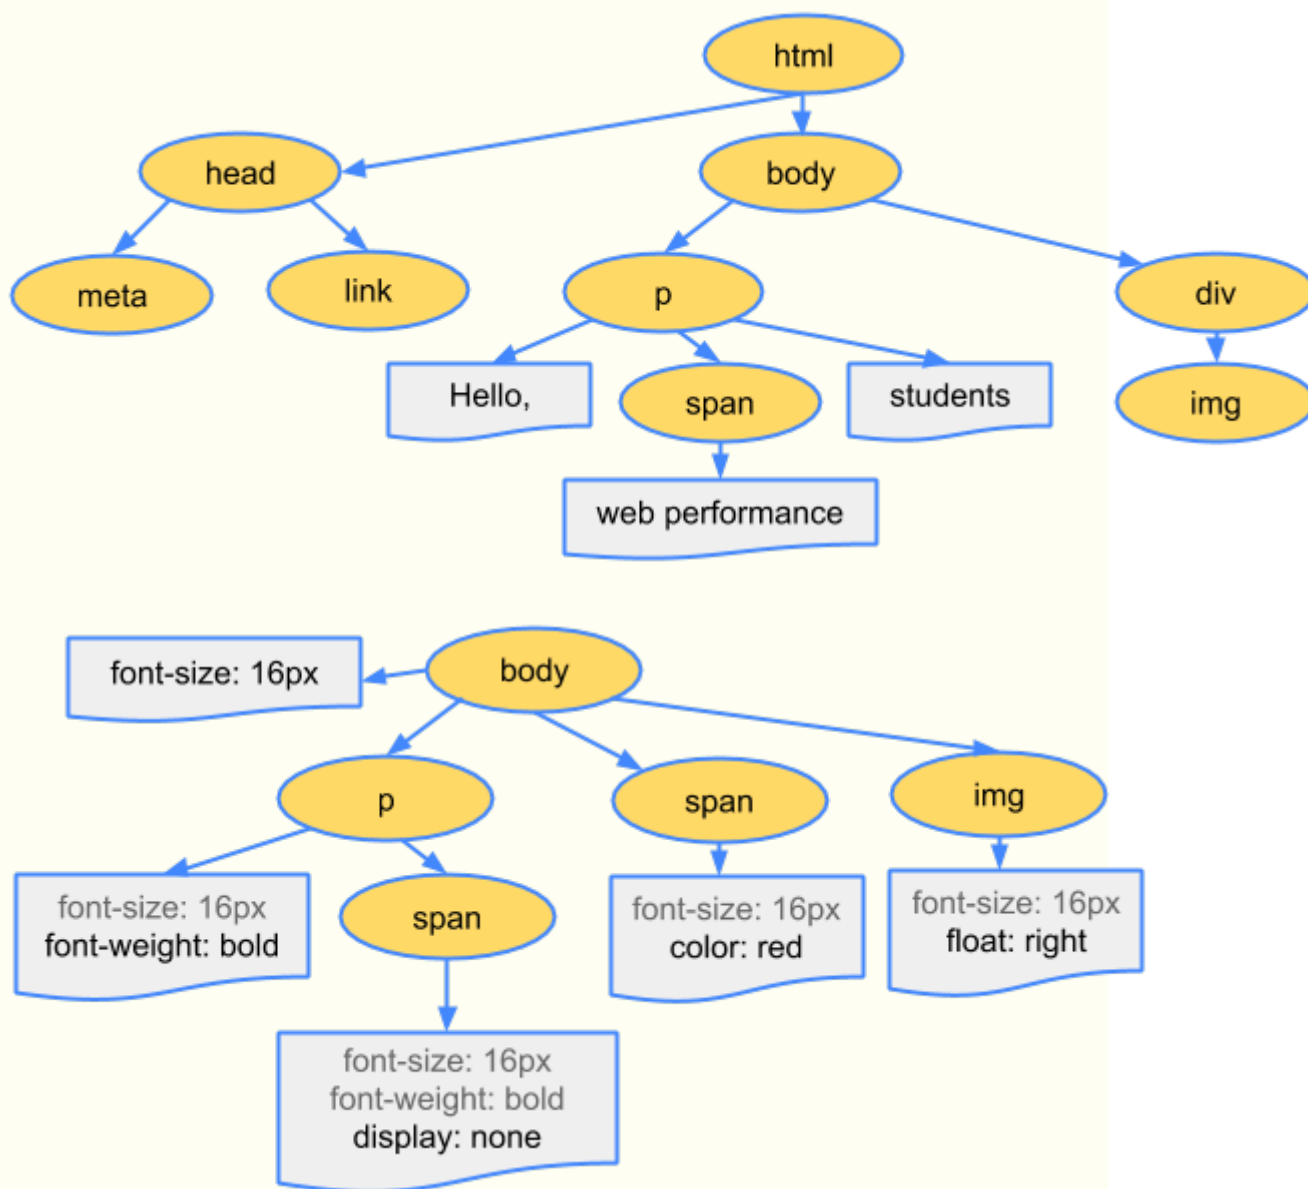 html
head
body
meta
link
p
div
Hello,
span
students
img
web performance
font-size: 16px
body
p
span
img
font-size: 16px
font-weight: bold
span
font-size: 16px
color: red
font-size: 16px
float: right
font-size: 16px
font-weight: bold
display: none